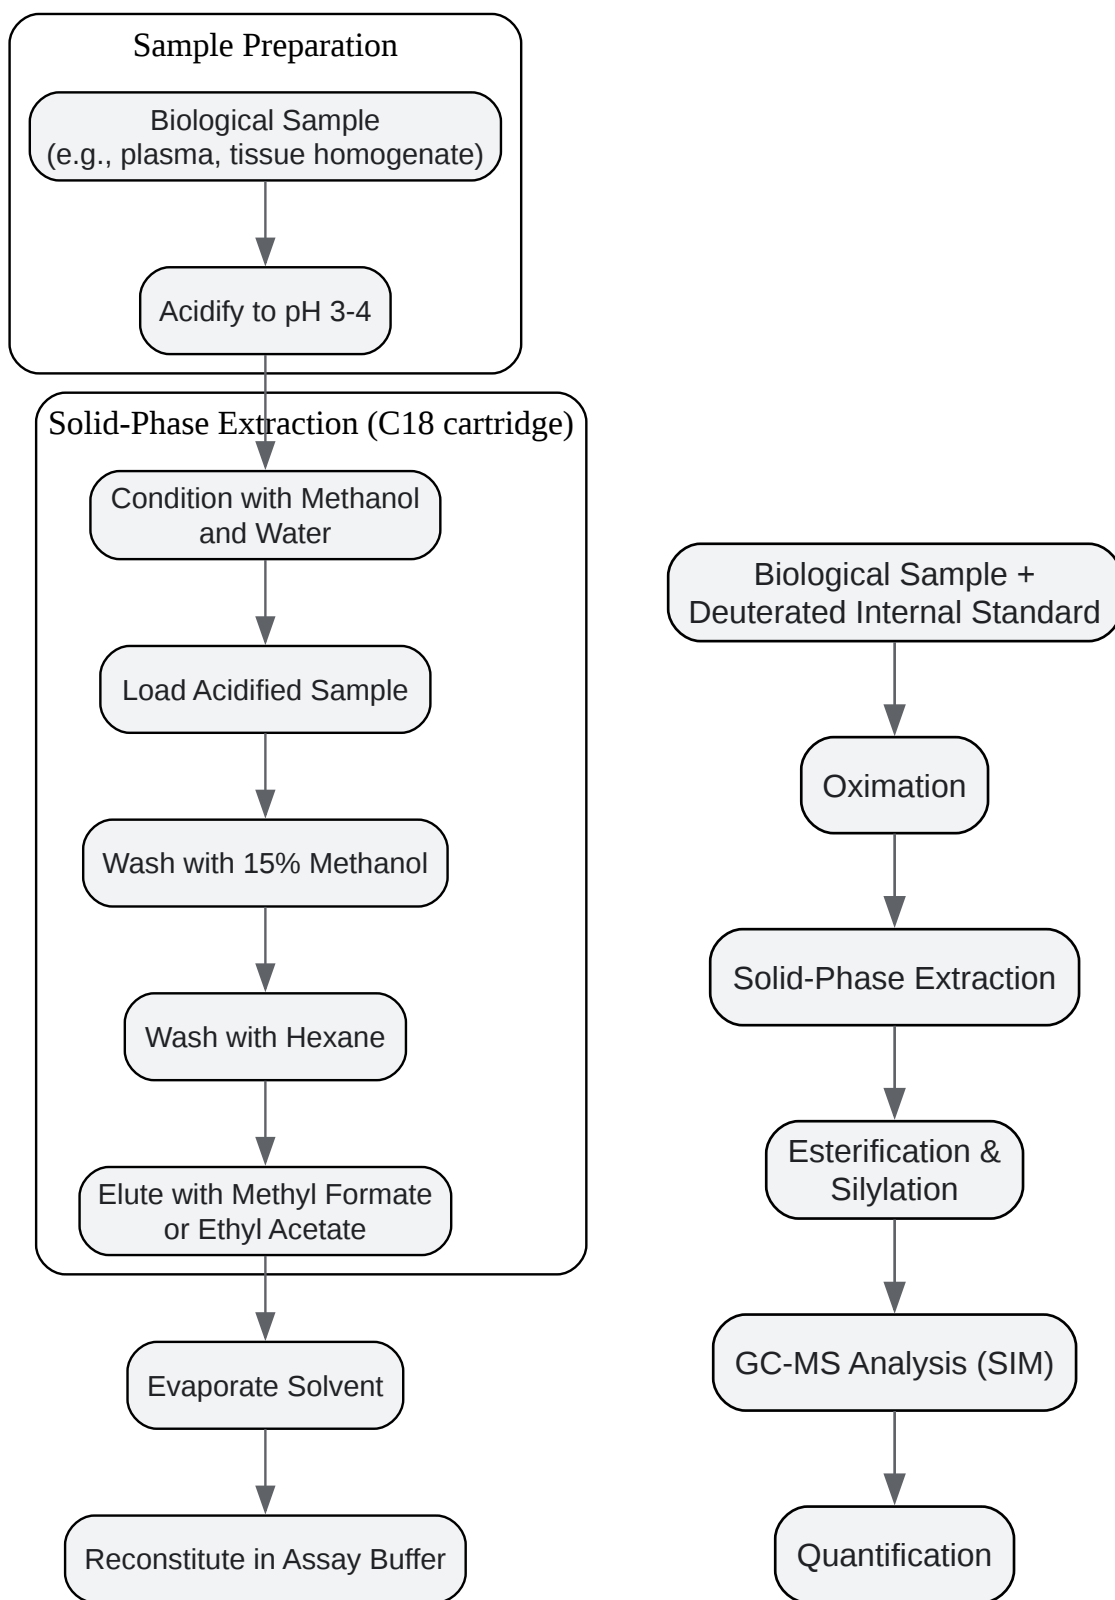 Sample Preparation
Biological Sample
(e.g., plasma, tissue homogenate)
Acidify to pH 3-4
Solid-Phase Extraction (C18 cartridge)
Condition with Methanol
and Water
Load Acidified Sample
Wash with 15% Methanol
Wash with Hexane
Elute with Methyl Formate
or Ethyl Acetate
Evaporate Solvent
Reconstitute in Assay Buffer
Biological Sample +
Deuterated Internal Standard
Oximation
Solid-Phase Extraction
Esterification &
Silylation
GC-MS Analysis (SIM)
Quantification